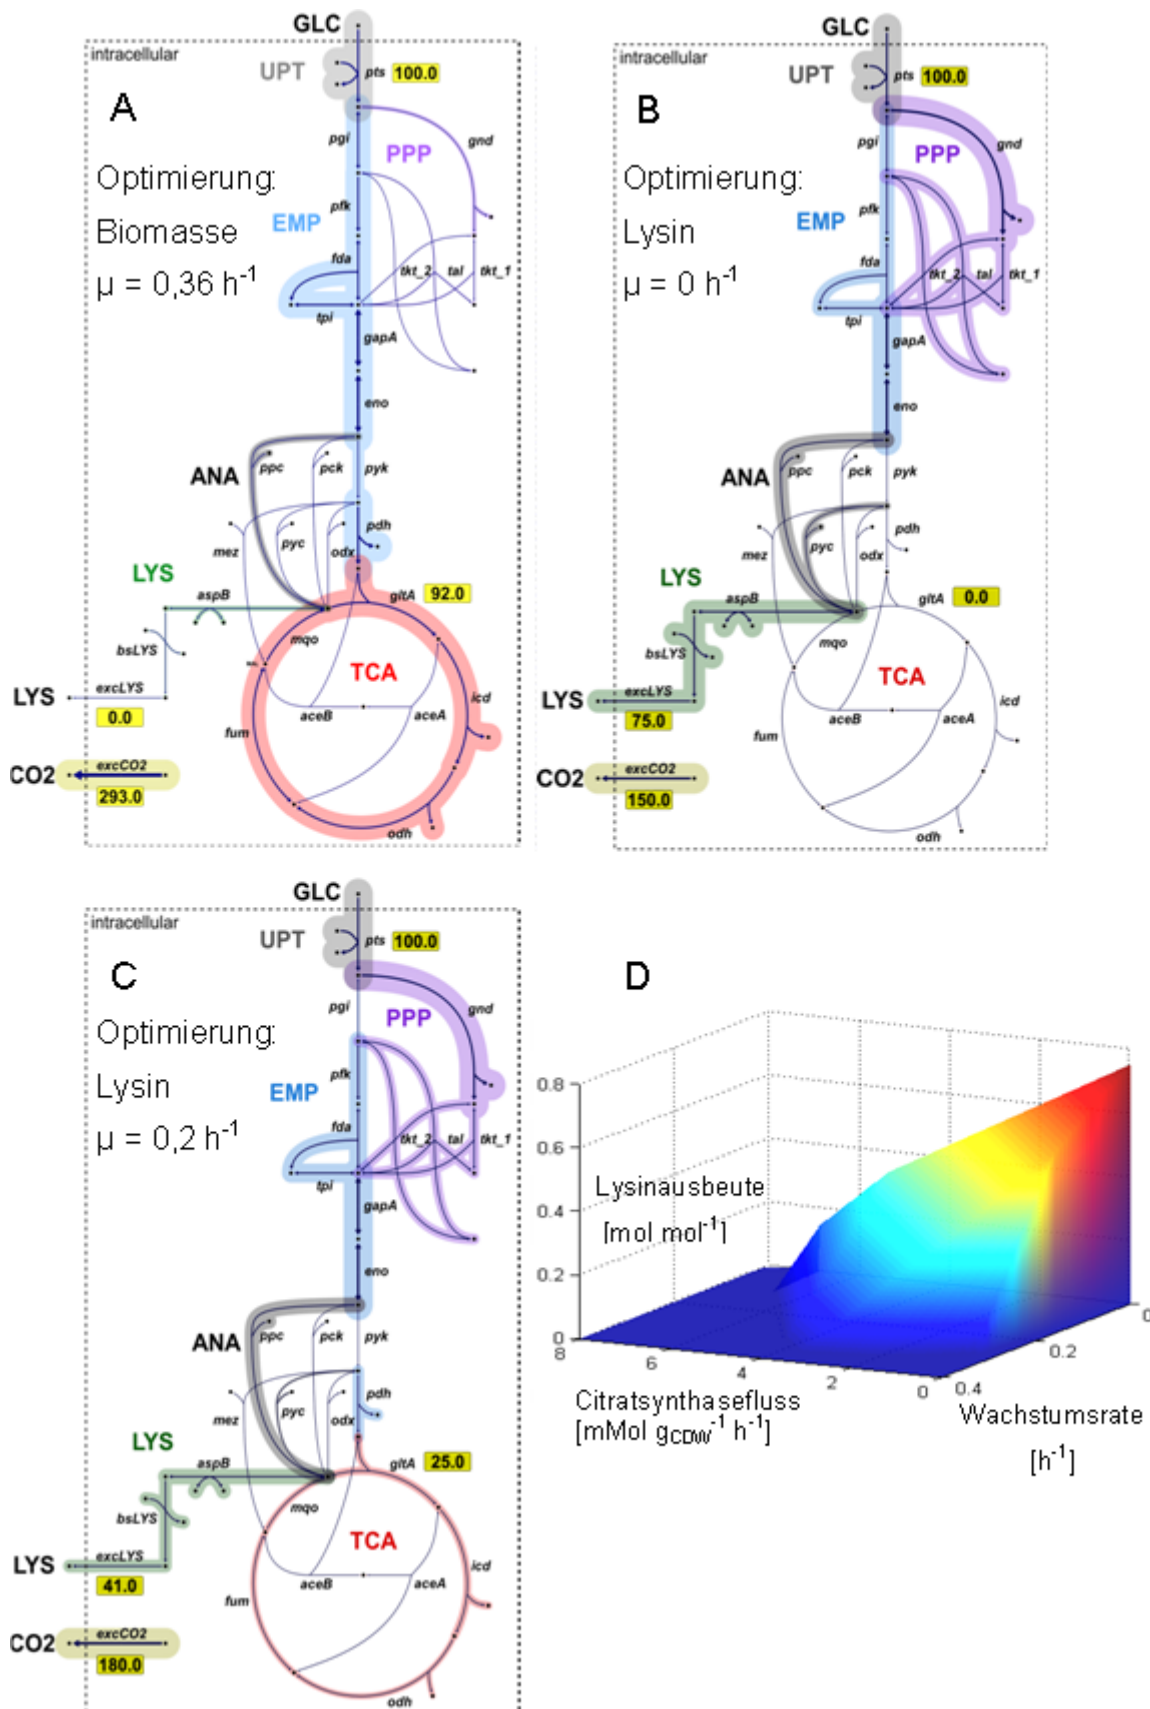 GLC
intracellular
UPT
pts 100.0
A
pgi
gnd
PPP
Optimierung:
Biomasse
µ = 0,36 h⁻¹
pfk
EMP
fda
tkt_2
tal
tkt_1
tpi
gapA
eno
ANA
ppc
pck
pyk
mez
pyc
odx
pdh
LYS
aspB
gltA 92.0
bsLYS
mqo
TCA
LYS
excLYS
0.0
aceB
aceA
icd
fum
CO2
excCO2
293.0
odh
GLC
intracellular
UPT
pts 100.0
B
pgi
gnd
PPP
Optimierung:
Lysin
µ = 0 h⁻¹
pfk
EMP
fda
tkt_2
tal
tkt_1
tpi
gapA
eno
ANA
ppc
pck
pyk
mez
pyc
odx
pdh
LYS
aspB
gltA 0.0
bsLYS
mqo
TCA
LYS
excLYS
75.0
aceB
aceA
icd
fum
CO2
excCO2
150.0
odh
GLC
intracellular
UPT
pts 100.0
C
pgi
gnd
PPP
Optimierung:
Lysin
µ = 0,2 h⁻¹
pfk
EMP
fda
tkt_2
tal
tkt_1
tpi
gapA
eno
ANA
ppc
pck
pyk
mez
pyc
odx
pdh
LYS
aspB
gltA 25.0
bsLYS
mqo
TCA
LYS
excLYS
41.0
aceB
aceA
icd
fum
CO2
excCO2
180.0
odh
D
0.8
0.6
0.4
0.2
0
Lysinausbeute
[mol mol⁻¹]
8
6
4
2
0
0.4
0.2
0
Citratsynthasefluss
[mMol gCDW⁻¹ h⁻¹]
Wachstumsrate
[h⁻¹]